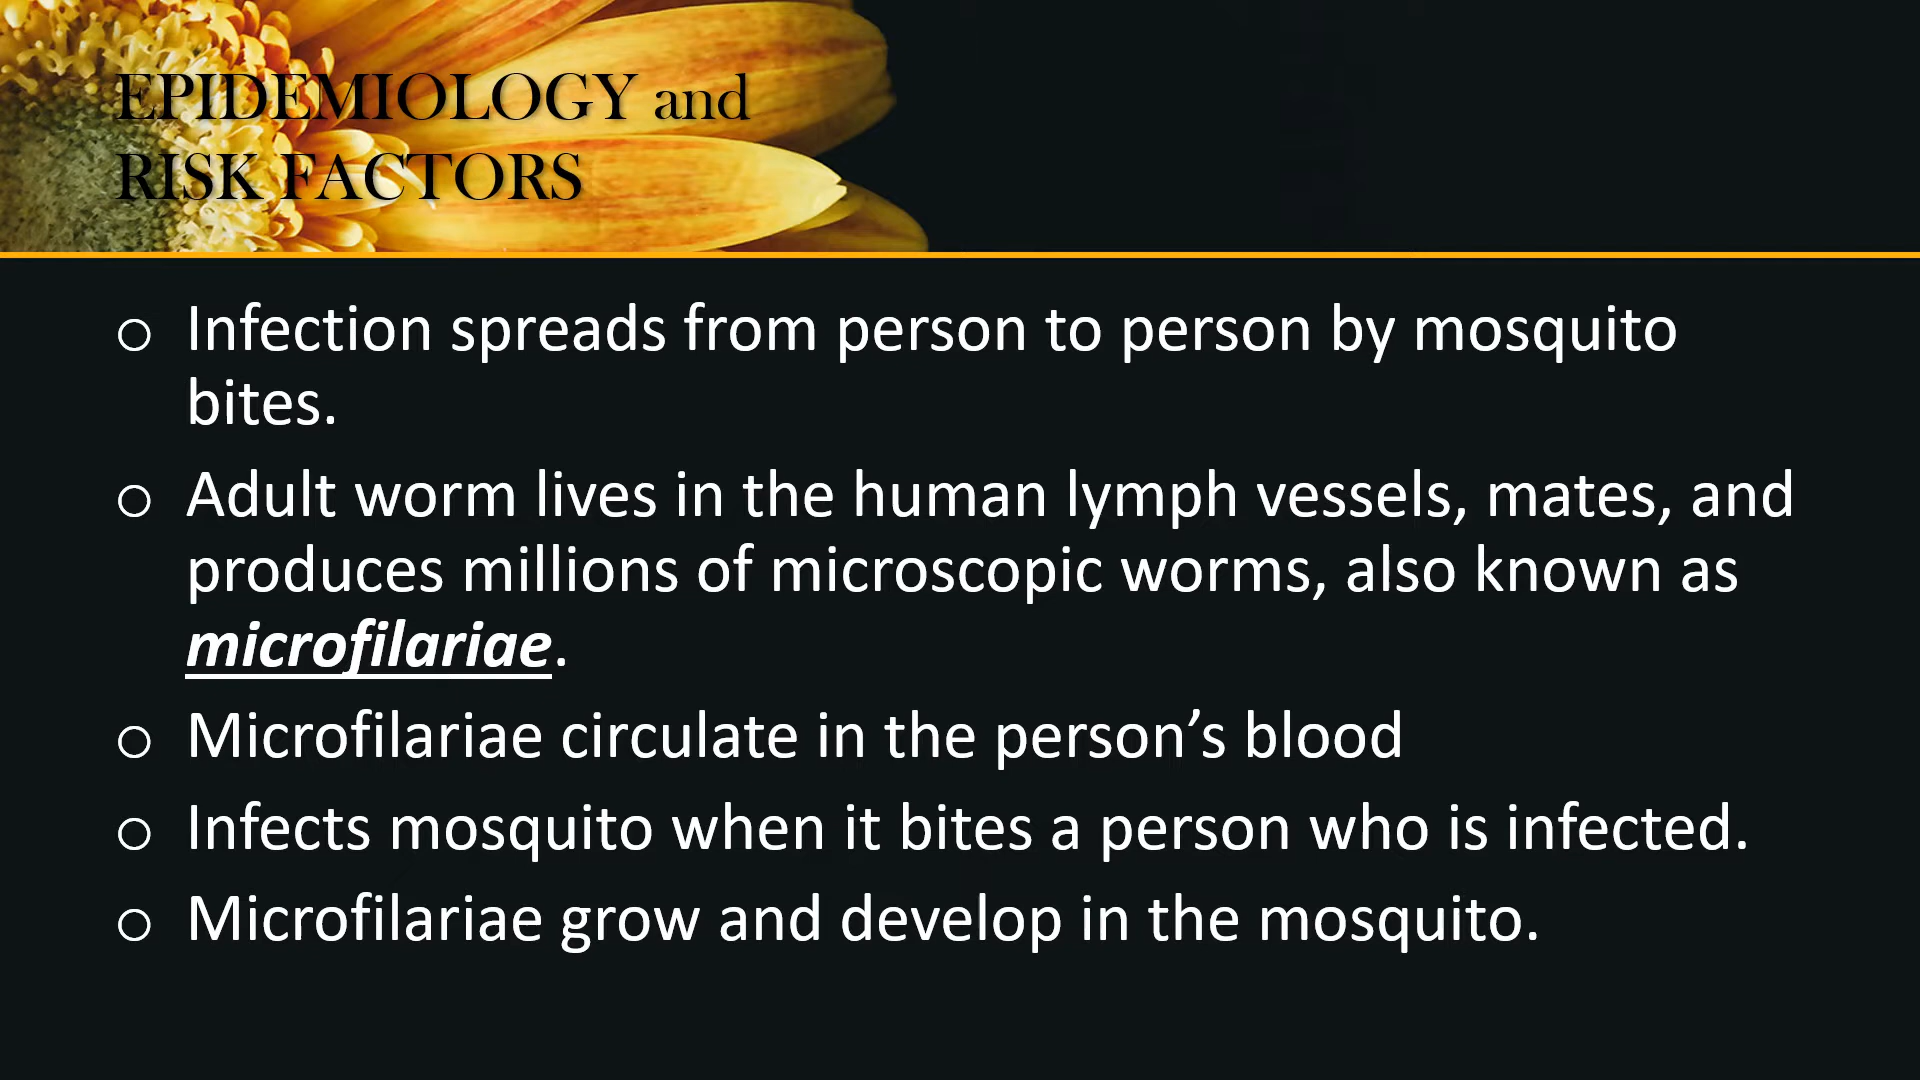 EPIDEMIOLOGY and
RISK FACTORS
o Infection spreads from person to person by mosquito
bites.
o Adult worm lives in the human lymph vessels, mates, and
produces millions of microscopic worms, also known as
microfilariae.
o Microfilariae circulate in the person’s blood
o Infects mosquito when it bites a person who is infected.
o Microfilariae grow and develop in the mosquito.